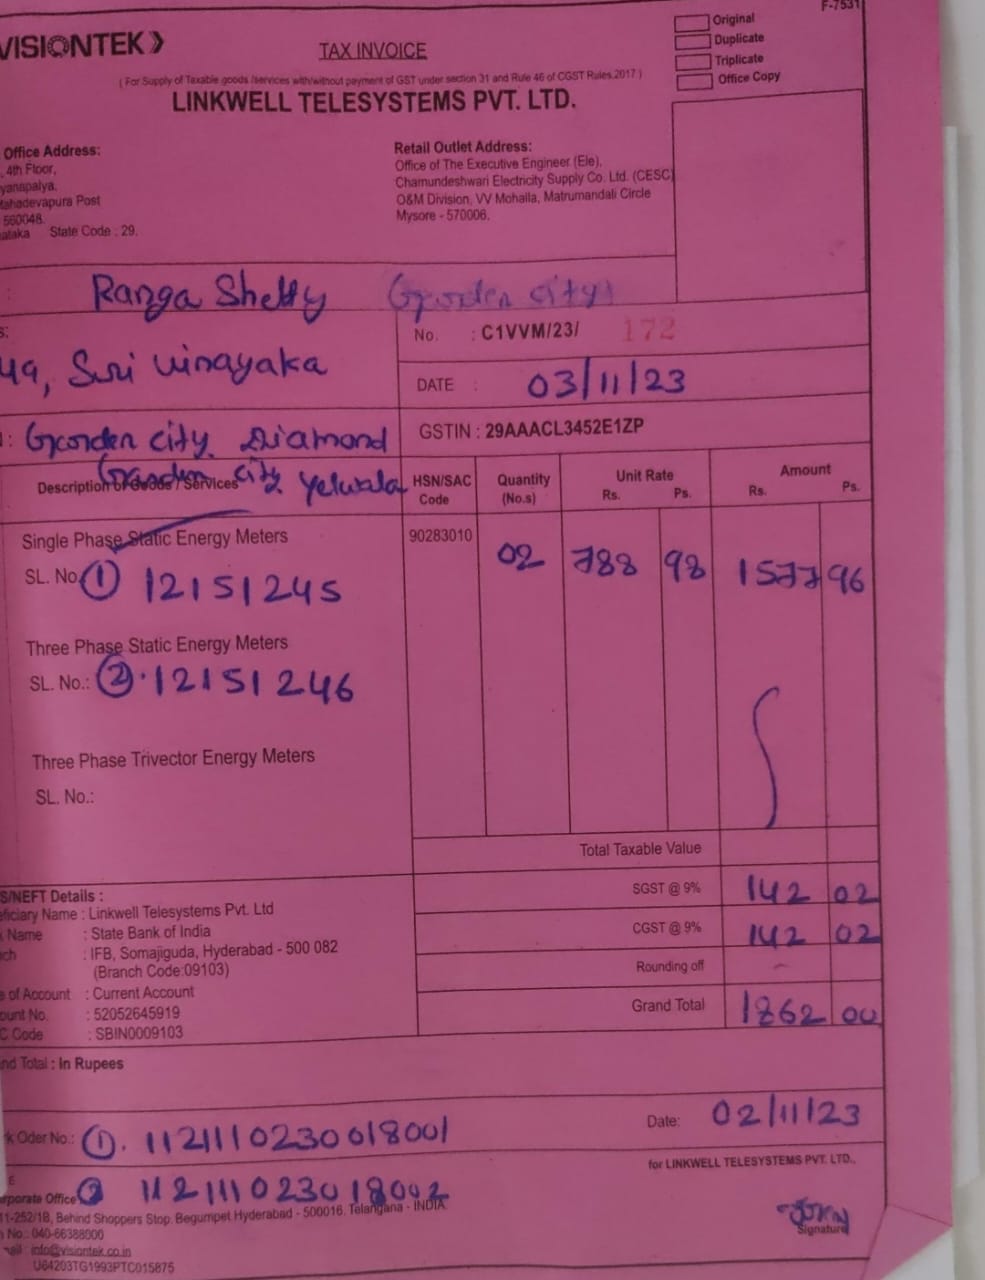 F-7531
VISIONTEK
TAX INVOICE
Original
Duplicate
Triplicate
Office Copy
( For Supply of Taxable goods /services with/without payment of GST under section 31 and Rule 46 of CGST Rules.2017 )
LINKWELL TELESYSTEMS PVT. LTD.
Office Address:
, 4th Floor,
yanapalya,
Mahadevapura Post
560048.
nataka State Code : 29.
Retail Outlet Address:
Office of The Executive Engineer (Ele),
Chamundeshwari Electricity Supply Co. Ltd. (CESC)
O&M Division, VV Mohalla, Matrumandali Circle
Mysore - 570006.
: Ranga Shetty Garden city
s:
49, Suri Vinayaka
No. : C1VVM/23/ 172
DATE : 03/11/23
: Gorden city Diamond
GSTIN : 29AAACL3452E1ZP
Garden city Yelwala
Description of Goods / Services
HSN/SAC Code
Quantity (No.s)
Unit Rate
Rs. Ps.
Amount
Rs. Ps.
Single Phase Static Energy Meters 90283010 02 788 98 1577 96
SL. No ① 12151245
Three Phase Static Energy Meters
SL. No.: ②. 12151246
Three Phase Trivector Energy Meters
SL. No.:
Total Taxable Value
SGST @ 9% 142 02
CGST @ 9% 142 02
Rounding off -
Grand Total 1862 00
S/NEFT Details :
eficiary Name : Linkwell Telesystems Pvt. Ltd
k Name : State Bank of India
nch : IFB, Somajiguda, Hyderabad - 500 082
(Branch Code:09103)
e of Account : Current Account
ount No. : 52052645919
C Code : SBIN0009103
nd Total : In Rupees
k Oder No.: ①. 1121110230018001
Date: 02/11/23
② 112111023018002
for LINKWELL TELESYSTEMS PVT. LTD.,
rporate Office
11-252/1B, Behind Shoppers Stop. Begumpet Hyderabad - 500016. Telangana - INDIA.
No.: 040-66388000
mail : info@visiontek.co.in
U64203TG1993PTC015875
Signature